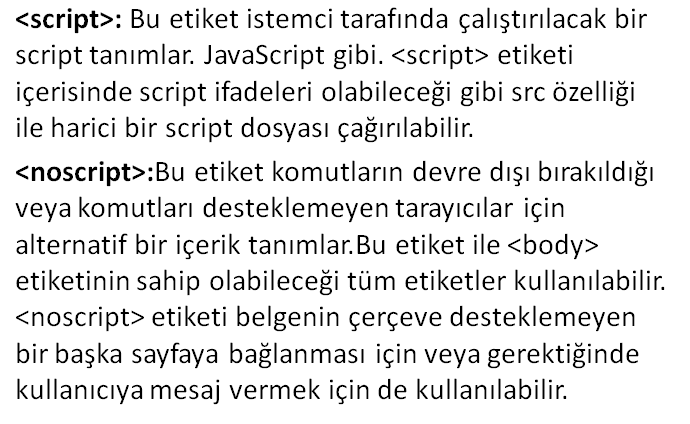 <script>: Bu etiket istemci tarafında çalıştırılacak bir
script tanımlar. JavaScript gibi. <script> etiketi
içerisinde script ifadeleri olabileceği gibi src özelliği
ile harici bir script dosyası çağırılabilir.
<noscript>:Bu etiket komutların devre dışı bırakıldığı
veya komutları desteklemeyen tarayıcılar için
alternatif bir içerik tanımlar.Bu etiket ile <body>
etiketinin sahip olabileceği tüm etiketler kullanılabilir.
<noscript> etiketi belgenin çerçeve desteklemeyen
bir başka sayfaya bağlanması için veya gerektiğinde
kullanıcıya mesaj vermek için de kullanılabilir.